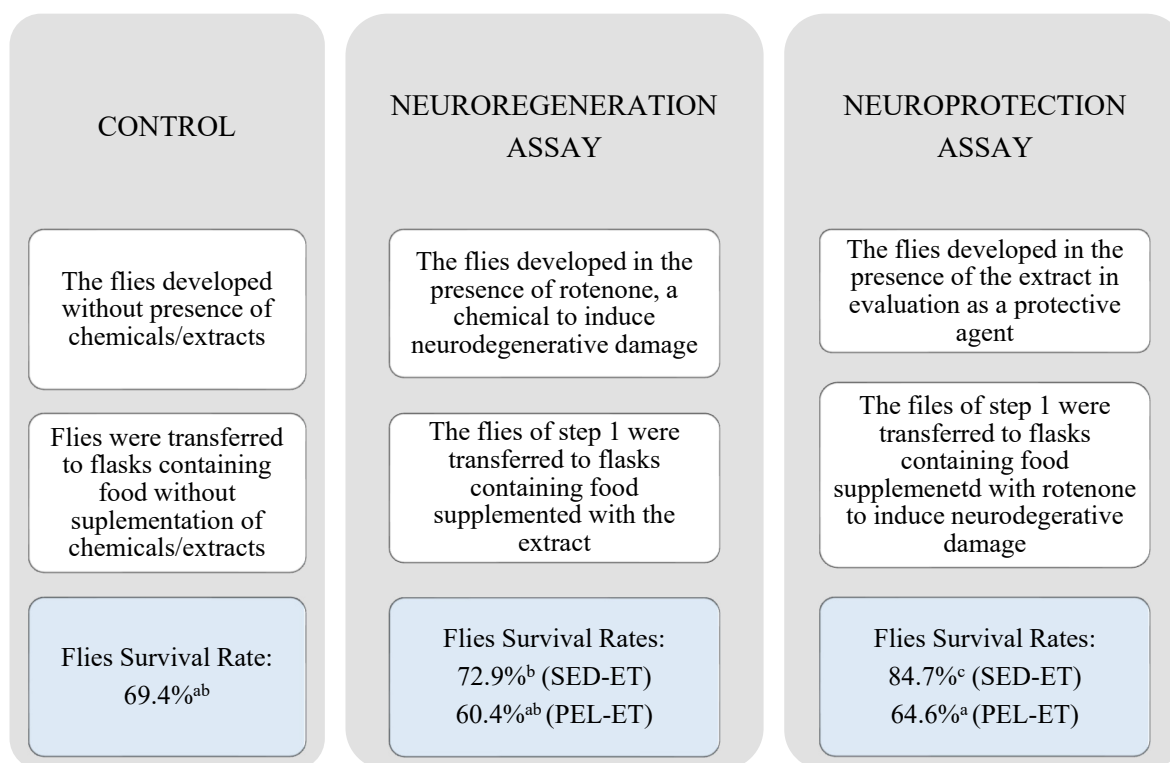 CONTROL
The flies developed
without presence of
chemicals/extracts
Flies were transferred
to flasks containing
food without
suplementation of
chemicals/extracts
Flies Survival Rate:
69.4%ᵃᵇ
NEUROREGENERATION
ASSAY
The flies developed in the
presence of rotenone, a
chemical to induce
neurodegenerative damage
The flies of step 1 were
transferred to flasks
containing food
supplemented with the
extract
Flies Survival Rates:
72.9%ᵇ (SED-ET)
60.4%ᵃᵇ (PEL-ET)
NEUROPROTECTION
ASSAY
The flies developed in the
presence of the extract in
evaluation as a protective
agent
The files of step 1 were
transferred to flasks
containing food
supplemenetd with rotenone
to induce neurodegerative
damage
Flies Survival Rates:
84.7%ᶜ (SED-ET)
64.6%ᵃ (PEL-ET)